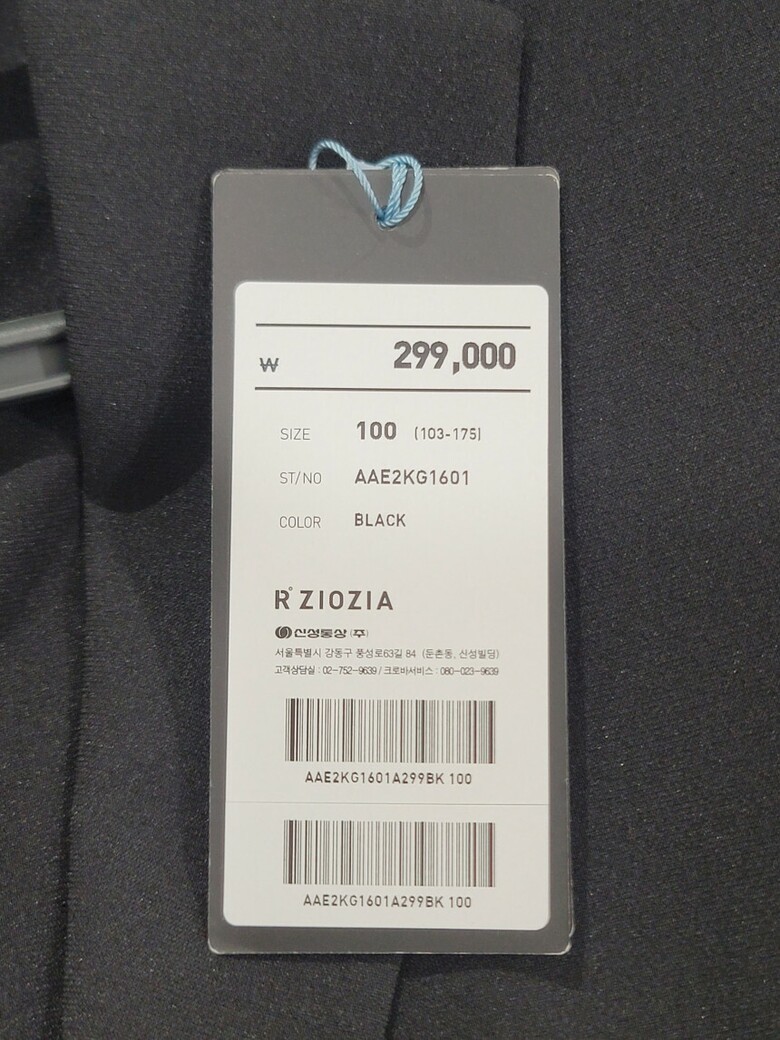 ₩ 299,000
SIZE 100 (103-175)
ST/NO AAE2KG1601
COLOR BLACK
R° ZIOZIA
신성통상 (주)
서울특별시 강동구 풍성로63길 84 (둔촌동, 신성빌딩)
고객상담실 : 02-752-9639 / 크로바서비스 : 080-023-9639
AAE2KG1601A299BK 100
AAE2KG1601A299BK 100